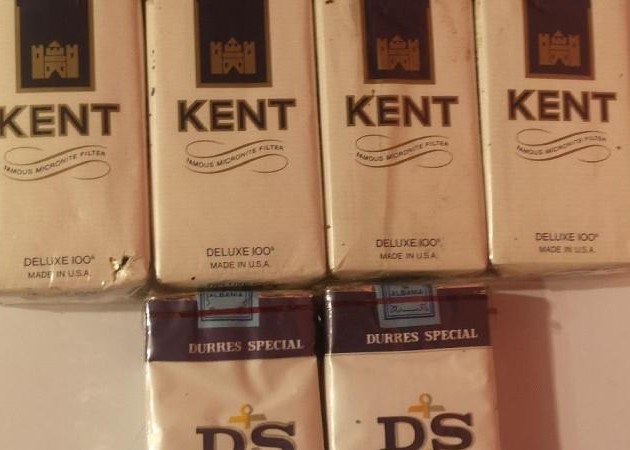 KENT
FAMOUS MICRONITE FILTER
DELUXE 100s
MADE IN U.S.A.
KENT
FAMOUS MICRONITE FILTER
DELUXE 100s
MADE IN U.S.A.
KENT
FAMOUS MICRONITE FILTER
DELUXE 100s
MADE IN U.S.A.
KENT
FAMOUS MICRONITE FILTER
DELUXE 100s
MADE IN U.S.A.
ALBANIA
DURRES SPECIAL
DS
ALBANIA
DURRES SPECIAL
DS